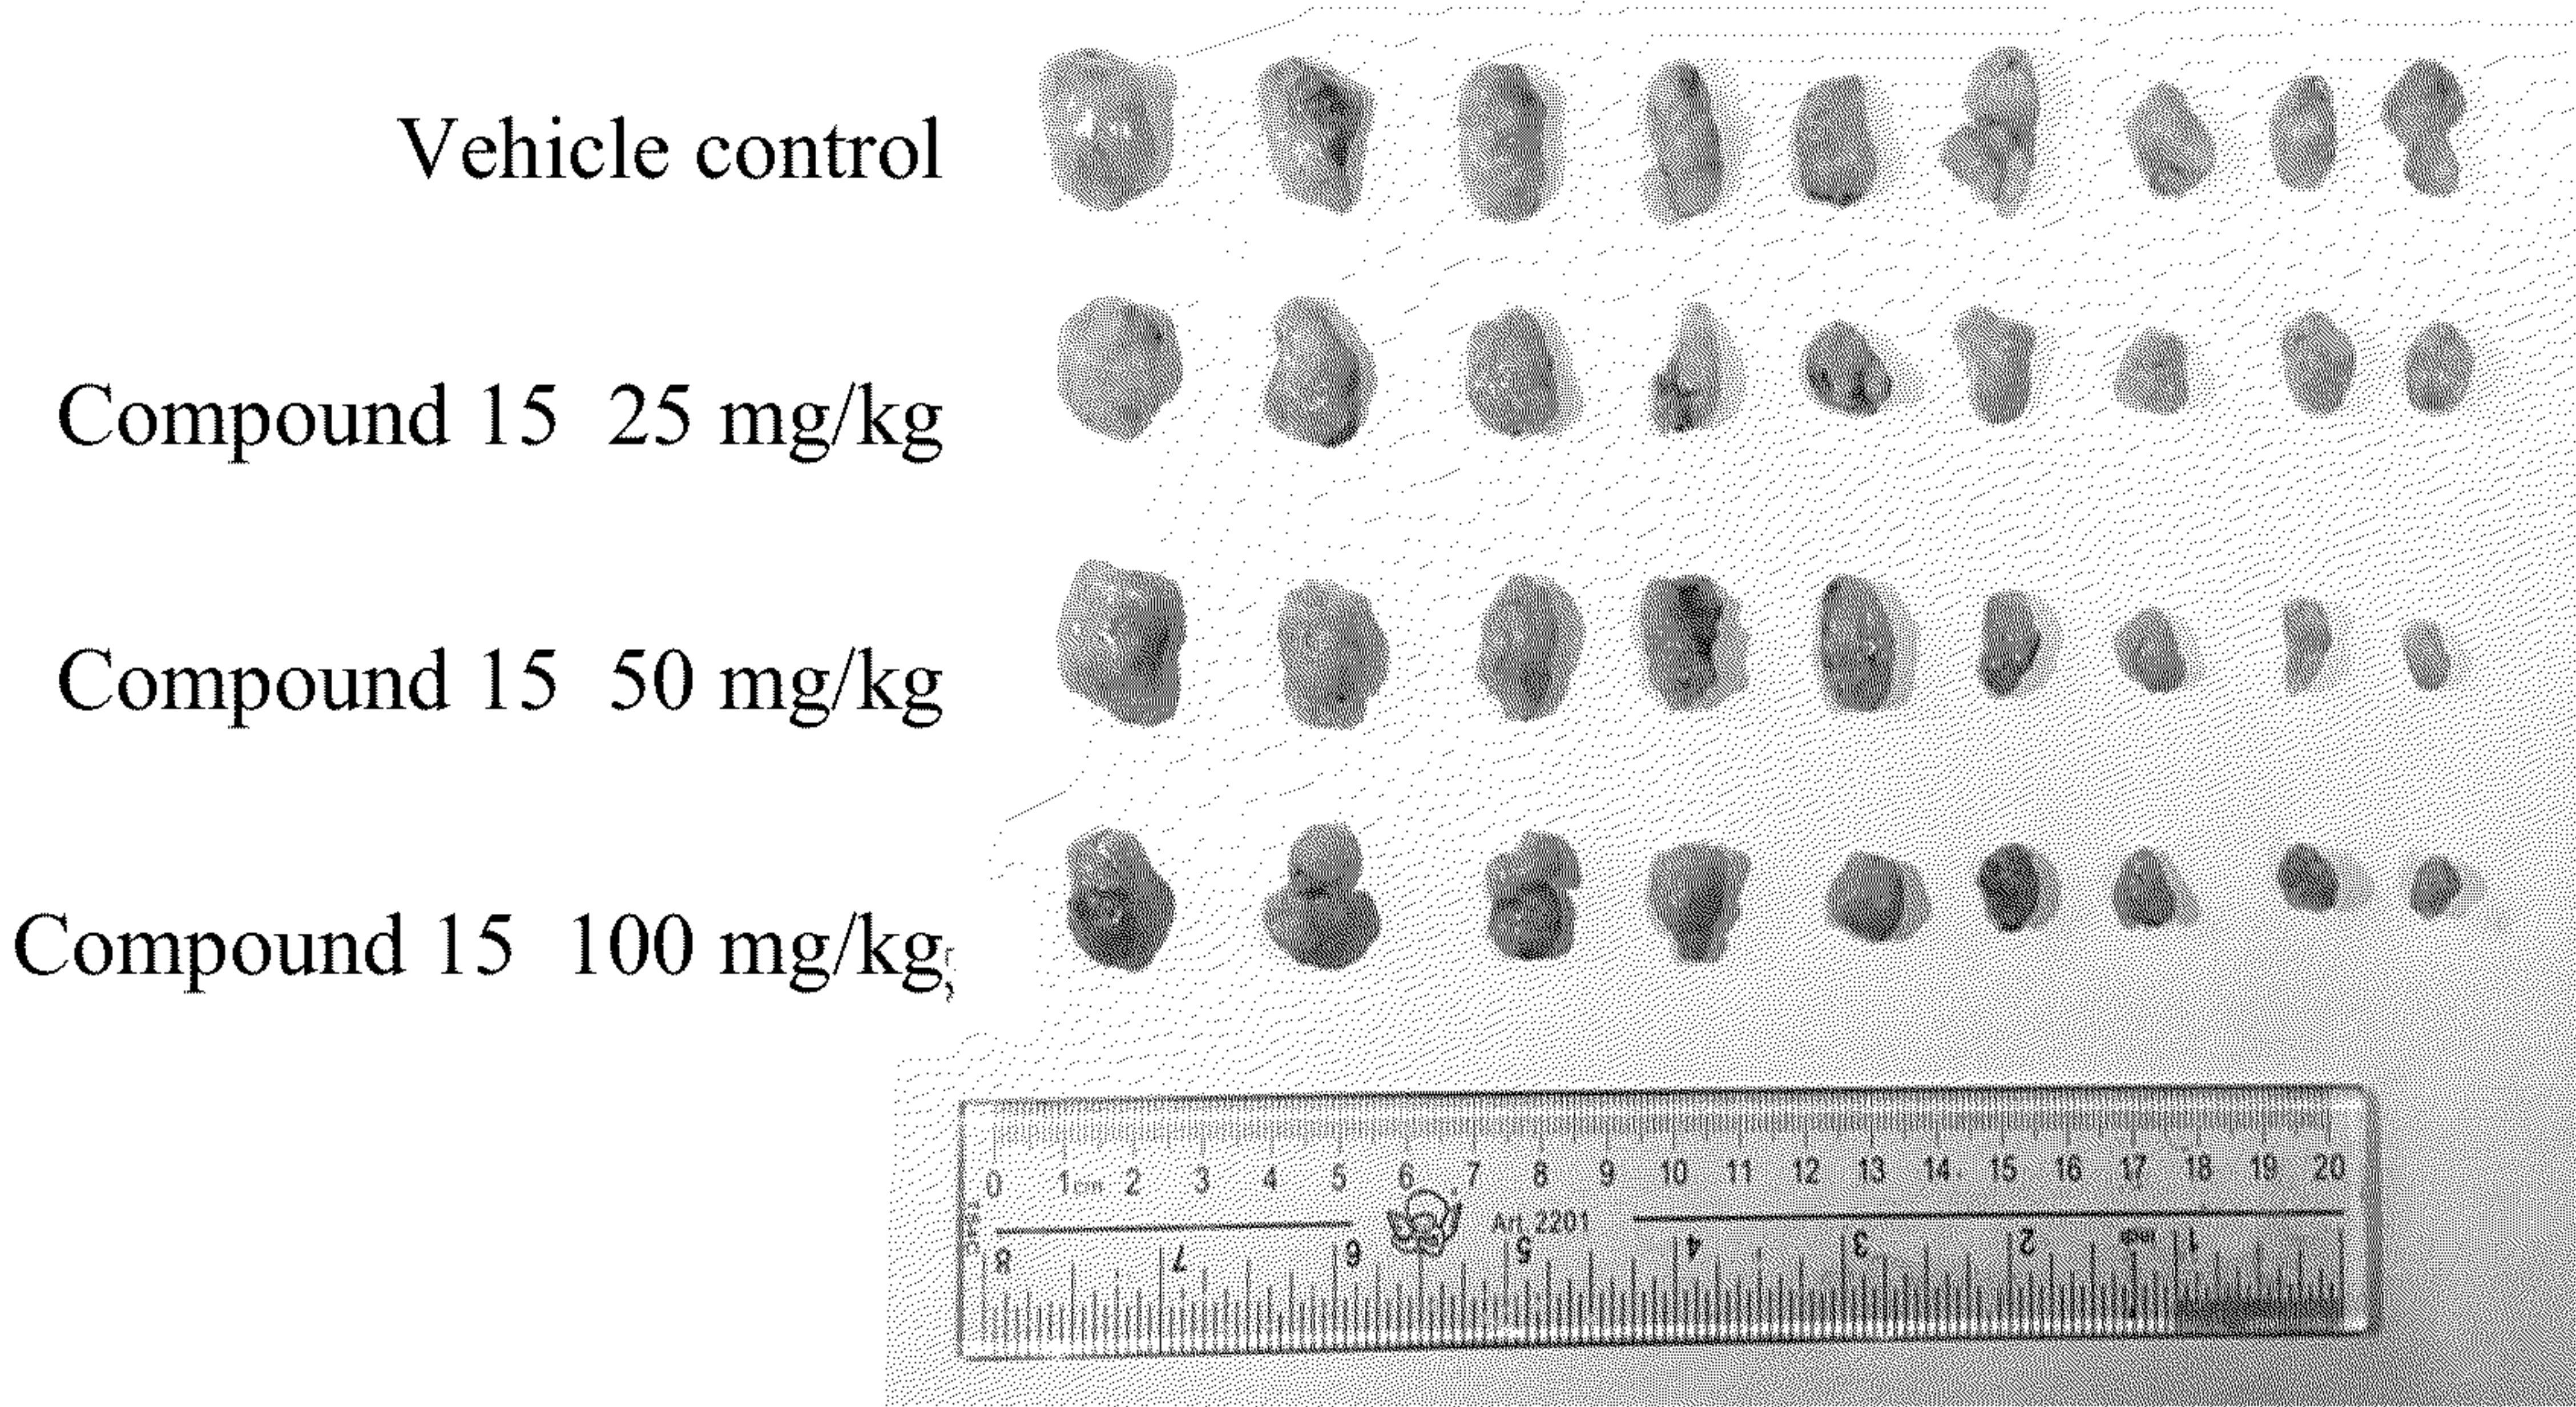 Vehicle control
Compound 15 25 mg/kg
Compound 15 50 mg/kg
Compound 15 100 mg/kg
0 1cm 2 3 4 5 6 7 8 9 10 11 12 13 14 15 16 17 18 19 20
Art. 2201
8 7 6 5 4 3 2 inch 1